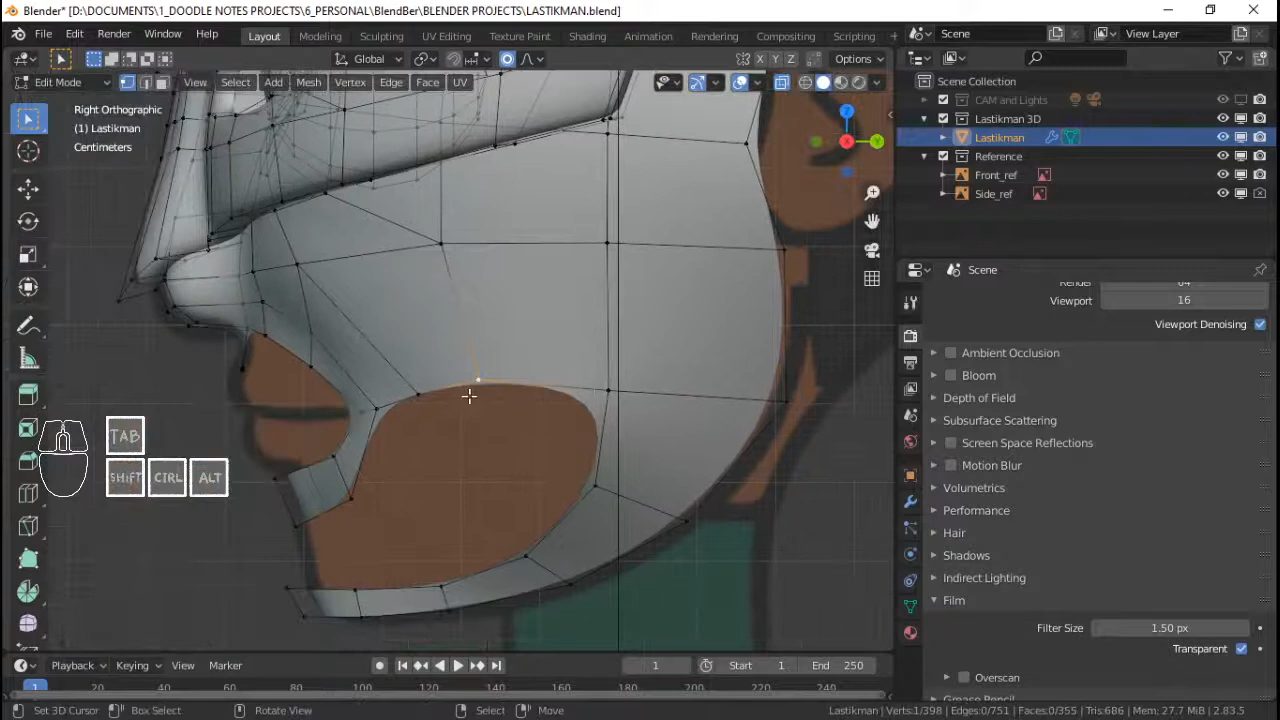 Blender* [D:\DOCUMENTS\1_DOODLE NOTES PROJECTS\6_PERSONAL\BlendBer\BLENDER PROJECTS\LASTIKMAN.blend]
File Edit Render Window Help Layout Modeling Sculpting UV Editing Texture Paint Shading Animation Rendering Compositing Scripting + Scene View Layer
Global X Y Z Options
Edit Mode View Select Add Mesh Vertex Edge Face UV
Right Orthographic
(1) Lastikman
Centimeters
Z
X
Y
TAB
SHIFT CTRL ALT
Scene Collection
CAM and Lights
Lastikman 3D
Lastikman
Reference
Front_ref
Side_ref
Scene
Viewport 16
Viewport Denoising
Ambient Occlusion
Bloom
Depth of Field
Subsurface Scattering
Screen Space Reflections
Motion Blur
Volumetrics
Performance
Hair
Shadows
Indirect Lighting
Film
Filter Size 1.50 px
Transparent
Overscan
Playback Keying View Marker 1 Start 1 End 250
1 20 40 60 80 100 120 140 160 180 200 220 240
Set 3D Cursor Box Select Rotate View Select Move Lastikman | Verts:1/398 | Edges:0/751 | Faces:0/355 | Tris:686 | Mem: 27.7 MiB | 2.83.5